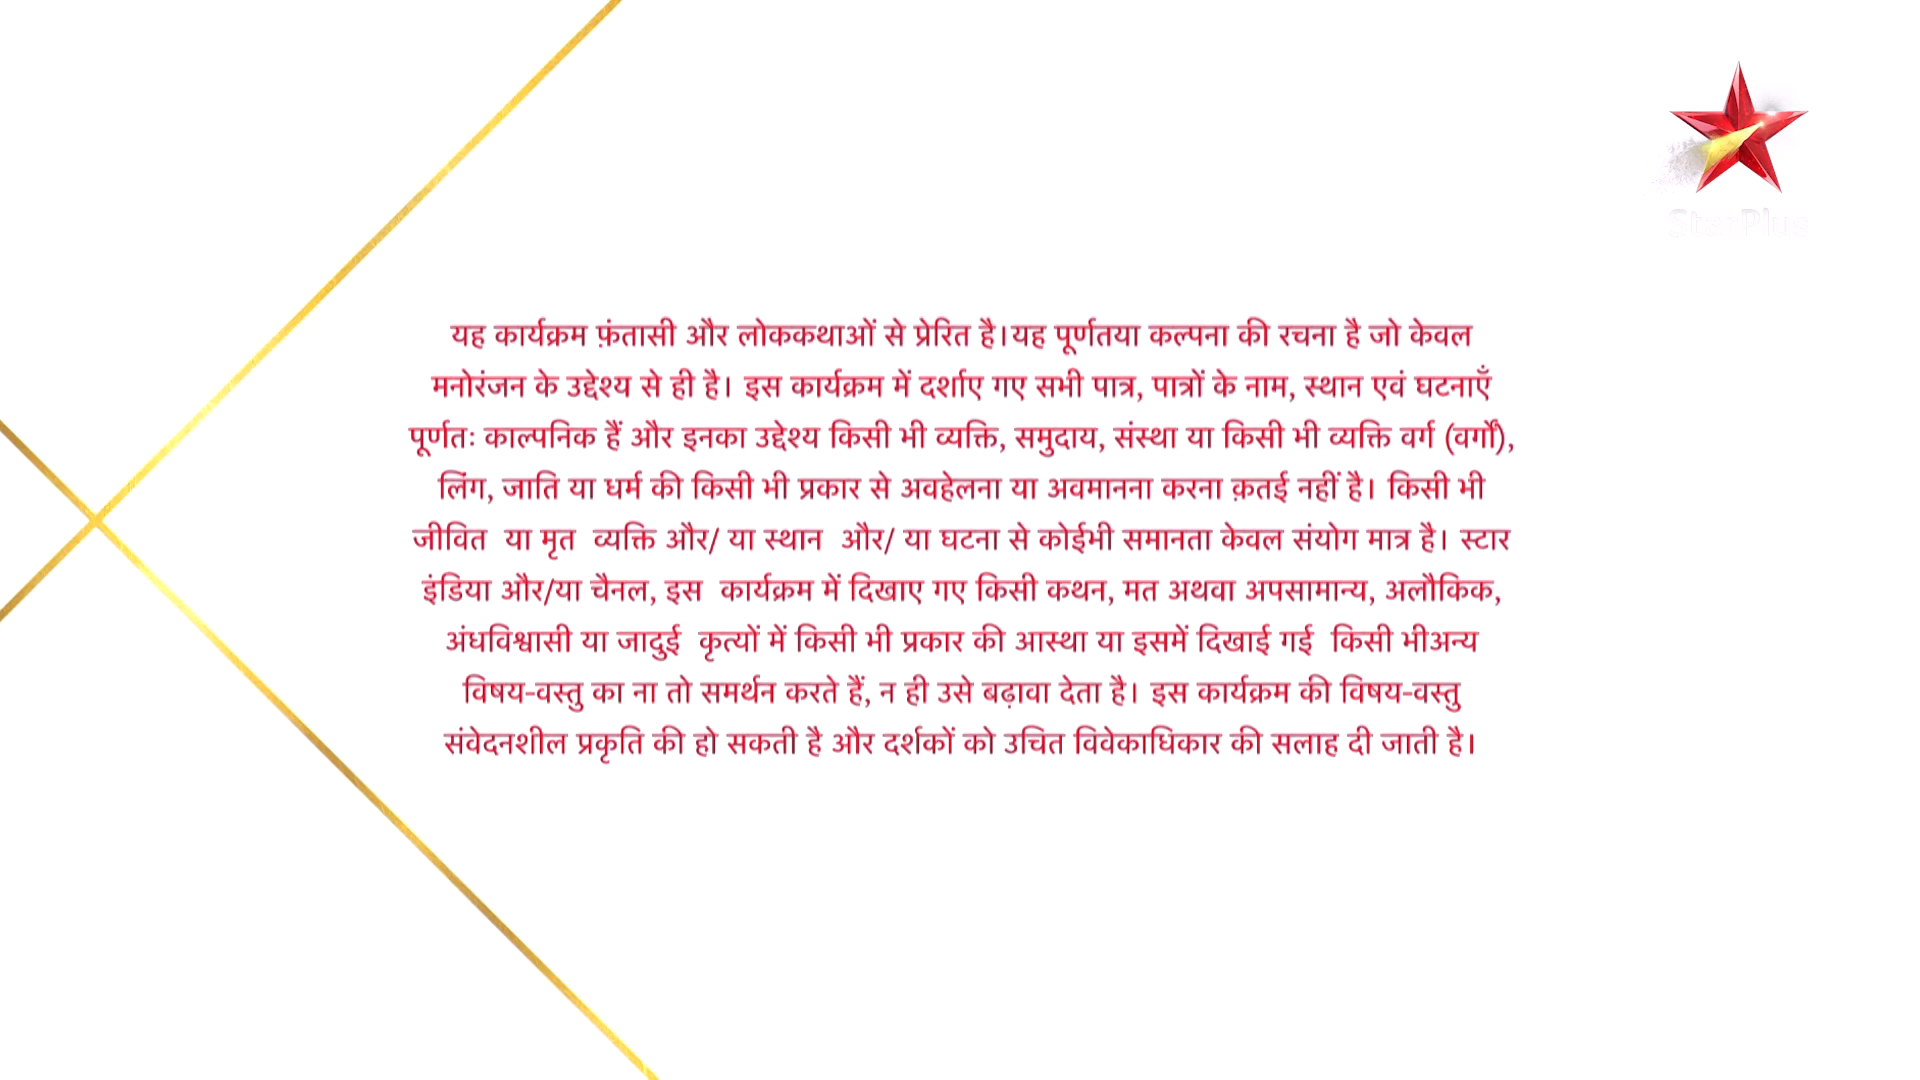 StarPlus
यह कार्यक्रम फ़ंतासी और लोककथाओं से प्रेरित है।यह पूर्णतया कल्पना की रचना है जो केवल
मनोरंजन के उद्देश्य से ही है। इस कार्यक्रम में दर्शाए गए सभी पात्र, पात्रों के नाम, स्थान एवं घटनाएँ
पूर्णतः काल्पनिक हैं और इनका उद्देश्य किसी भी व्यक्ति, समुदाय, संस्था या किसी भी व्यक्ति वर्ग (वर्गों),
लिंग, जाति या धर्म की किसी भी प्रकार से अवहेलना या अवमानना करना क़तई नहीं है। किसी भी
जीवित  या मृत  व्यक्ति और/ या स्थान  और/ या घटना से कोईभी समानता केवल संयोग मात्र है। स्टार
इंडिया और/या चैनल, इस  कार्यक्रम में दिखाए गए किसी कथन, मत अथवा अपसामान्य, अलौकिक,
अंधविश्वासी या जादुई  कृत्यों में किसी भी प्रकार की आस्था या इसमें दिखाई गई  किसी भीअन्य
विषय-वस्तु का ना तो समर्थन करते हैं, न ही उसे बढ़ावा देता है। इस कार्यक्रम की विषय-वस्तु
संवेदनशील प्रकृति की हो सकती है और दर्शकों को उचित विवेकाधिकार की सलाह दी जाती है।